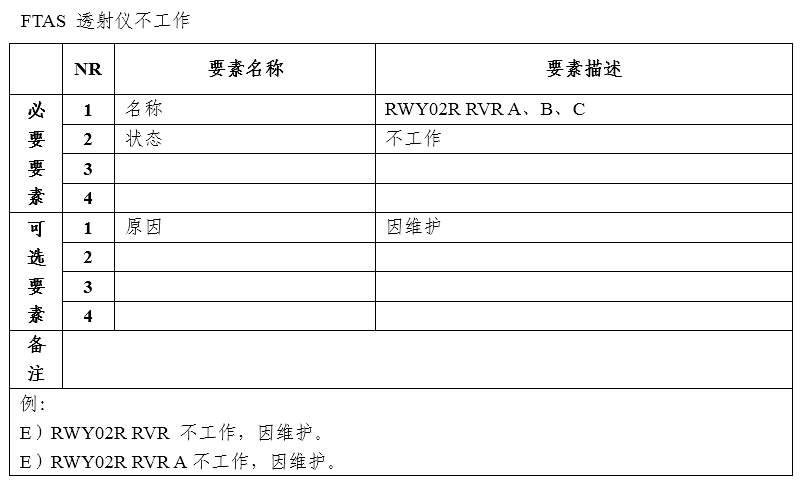 FTAS 透射仪不工作
NR 要素名称 要素描述
必要要素
1 名称 RWY02R RVR A、B、C
2 状态 不工作
3
4
可选要素
1 原因 因维护
2
3
4
备注
例：
E）RWY02R RVR 不工作，因维护。
E）RWY02R RVR A 不工作，因维护。